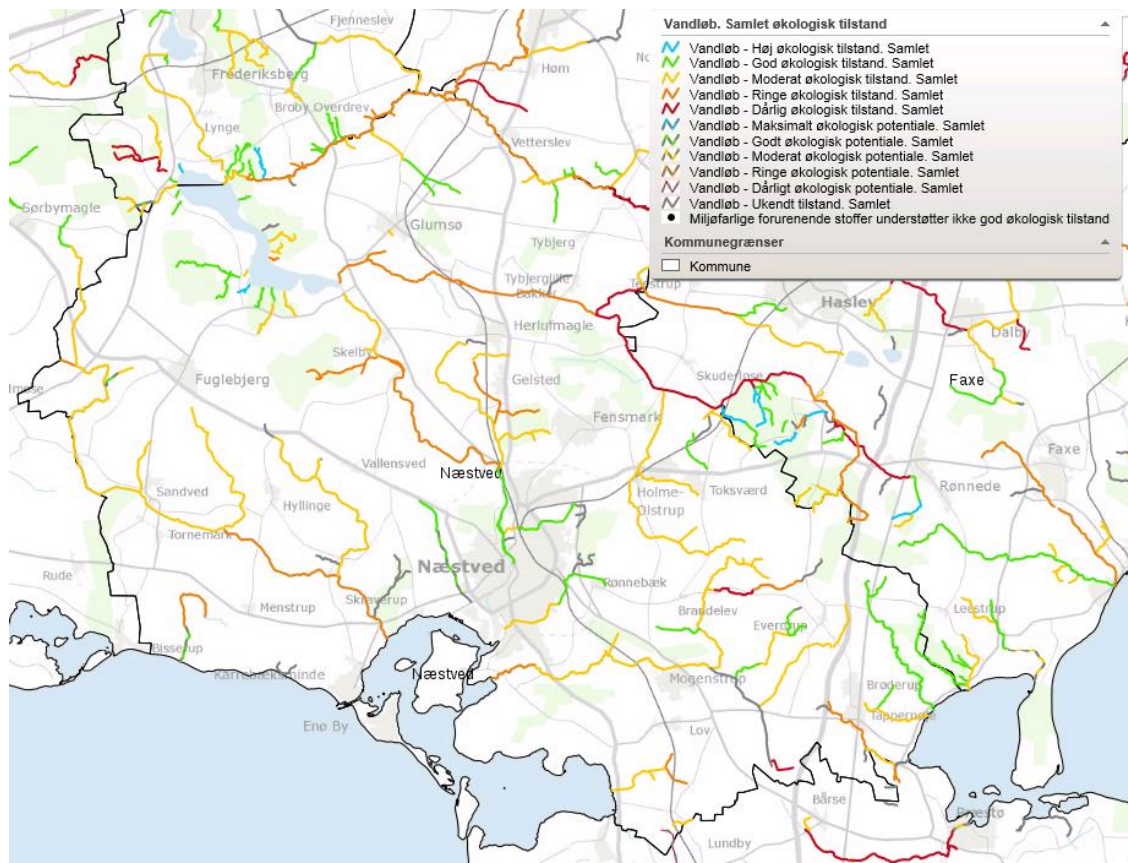 Vandløb. Samlet økologisk tilstand
Vandløb - Høj økologisk tilstand. Samlet
Vandløb - God økologisk tilstand. Samlet
Vandløb - Moderat økologisk tilstand. Samlet
Vandløb - Ringe økologisk tilstand. Samlet
Vandløb - Dårlig økologisk tilstand. Samlet
Vandløb - Maksimalt økologisk potentiale. Samlet
Vandløb - Godt økologisk potentiale. Samlet
Vandløb - Moderat økologisk potentiale. Samlet
Vandløb - Ringe økologisk potentiale. Samlet
Vandløb - Dårligt økologisk potentiale. Samlet
Vandløb - Ukendt tilstand. Samlet
Miljøfarlige forurenende stoffer understøtter ikke god økologisk tilstand
Kommunegrænser
Kommune
Fjenneslev
Frederiksberg
Høm
Broby Overdrev
Lynge
Vetterslev
Sørbymagle
Glumsø
Tybjerg
Tybjerglille
Bakker
Teestrup
Haslev
Herlufmagle
Dalby
Skelby
Fuglebjerg
Gelsted
Skuderløse
Faxe
Fensmark
Vallensved
Næstved
Faxe
Sandved
Hyllinge
Holme-
Olstrup
Toksværd
Rønnede
Tornemark
Næstved
Rude
Rønnebæk
Menstrup
Skraverup
Brandelev
Everdrup
Leestrup
Bisserup
Karrebæksminde
Næstved
Mogenstrup
Brøderup
Tappernøje
Enø By
Lov
Bårse
Præstø
Lundby